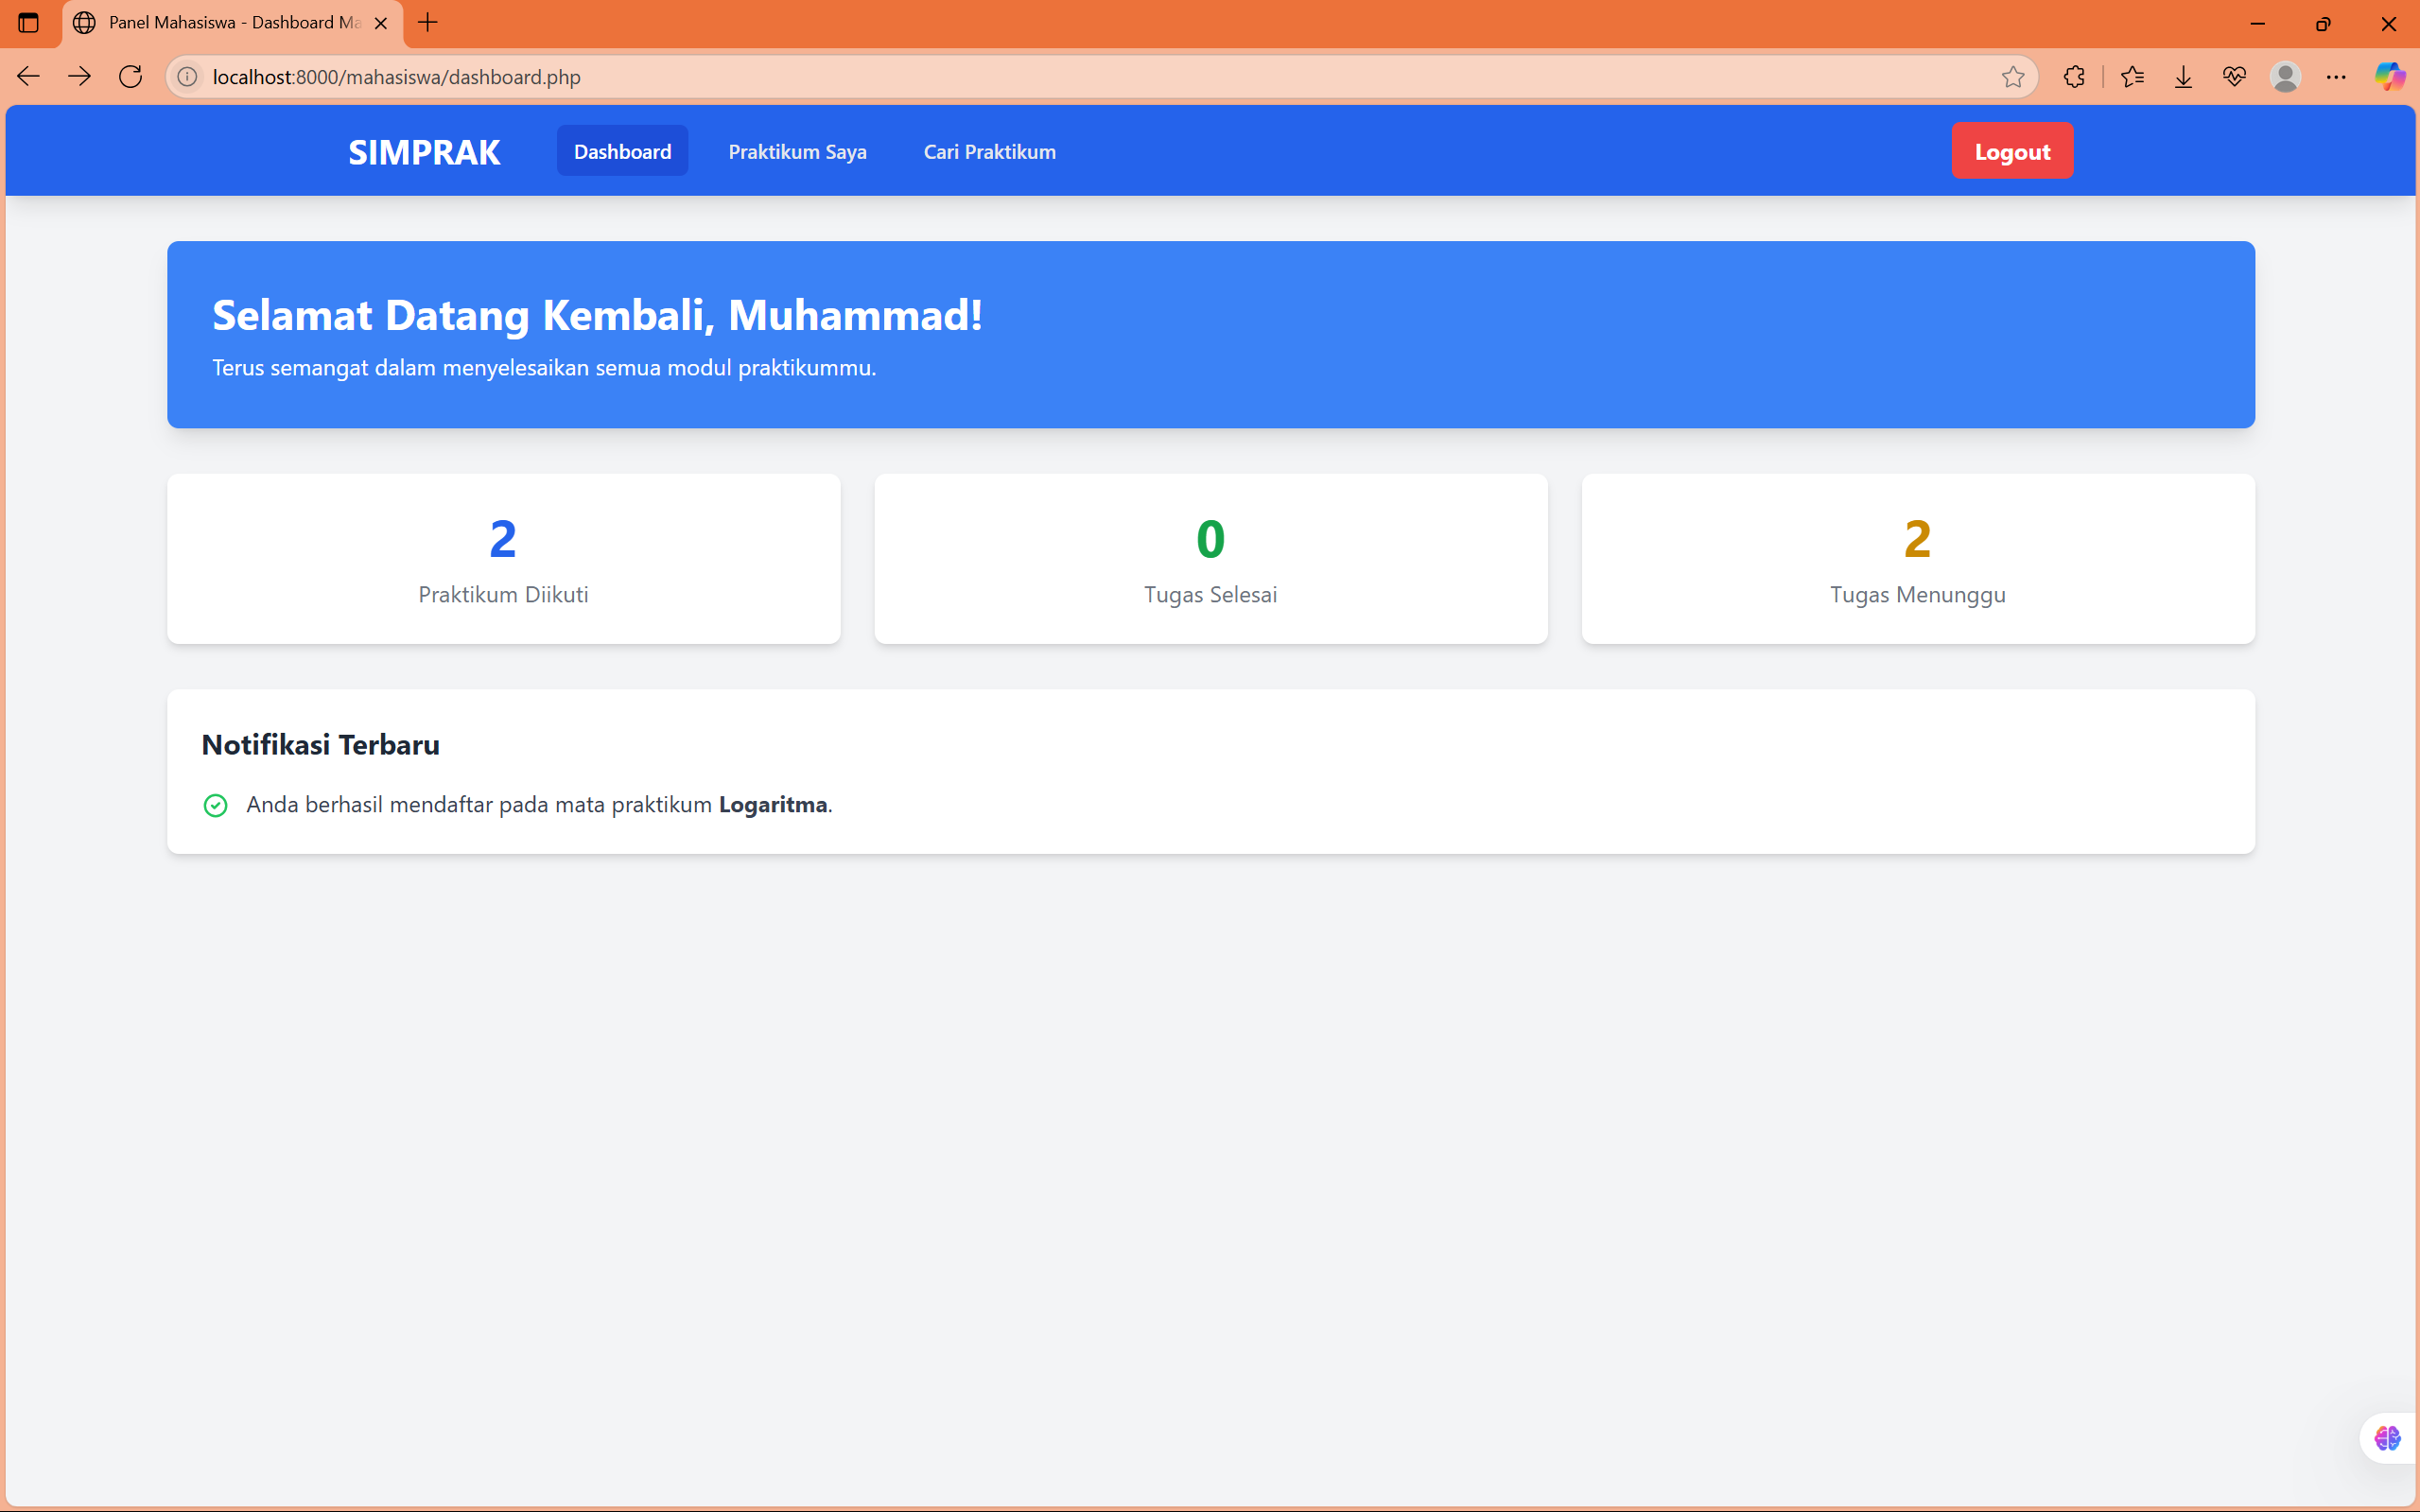 Panel Mahasiswa - Dashboard Ma
localhost:8000/mahasiswa/dashboard.php
SIMPRAK
Dashboard
Praktikum Saya
Cari Praktikum
Logout
Selamat Datang Kembali, Muhammad!
Terus semangat dalam menyelesaikan semua modul praktikummu.
2
Praktikum Diikuti
0
Tugas Selesai
2
Tugas Menunggu
Notifikasi Terbaru
Anda berhasil mendaftar pada mata praktikum Logaritma.